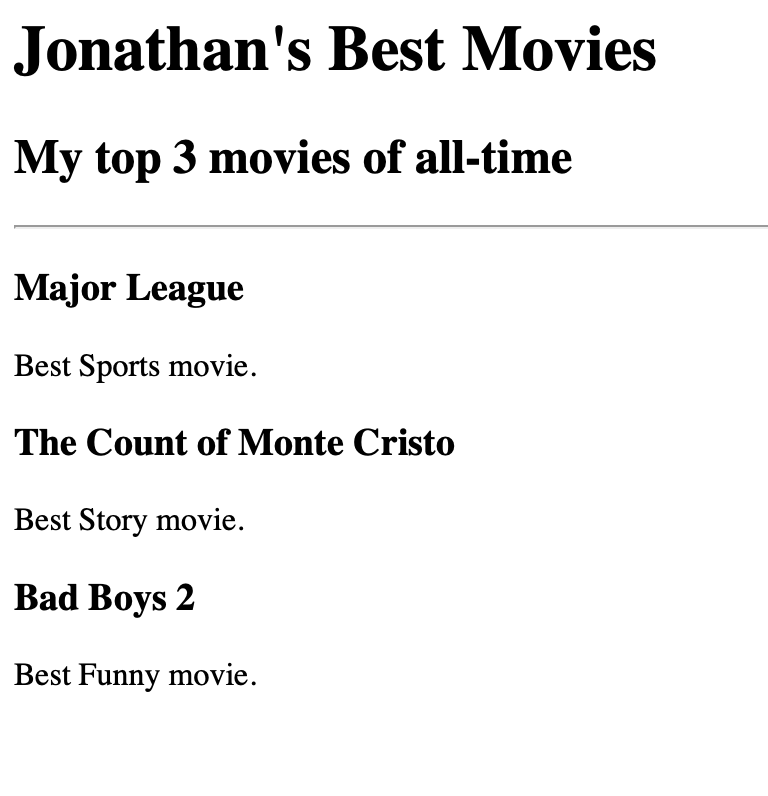 Jonathan's Best Movies
My top 3 movies of all-time
Major League
Best Sports movie.
The Count of Monte Cristo
Best Story movie.
Bad Boys 2
Best Funny movie.